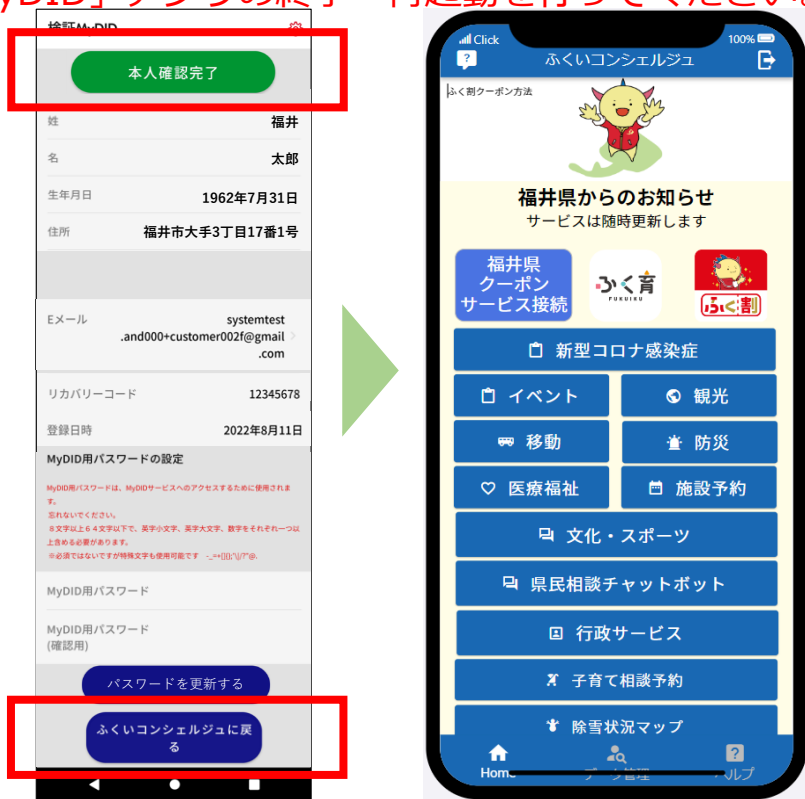 yDID」アプリの終了・再起動を行ってください
検証MyDID
本人確認完了
姓 福井
名 太郎
生年月日 1962年7月31日
住所 福井市大手3丁目17番1号
Eメール systemtest
.and000+customer002f@gmail
.com
リカバリーコード 12345678
登録日時 2022年8月11日
MyDID用パスワードの設定
MyDID用パスワードは、MyDIDサービスへのアクセスするために使用されま
す。
忘れないでください。
８文字以上６４文字以下で、英字小文字、英字大文字、数字をそれぞれ一つ以
上含める必要があります。
MyDID用パスワード
MyDID用パスワード
(確認用)
パスワードを更新する
ふくいコンシェルジュに戻
る
Click 100%
ふくいコンシェルジュ
ふく割クーポン方法
福井県からのお知らせ
サービスは随時更新します
福井県
クーポン
サービス接続
ふく育
FUKUIKU
ふく割
新型コロナ感染症
イベント 観光
移動 防災
医療福祉 施設予約
文化・スポーツ
県民相談チャットボット
行政サービス
子育て相談予約
除雪状況マップ
Home データ管理 ヘルプ